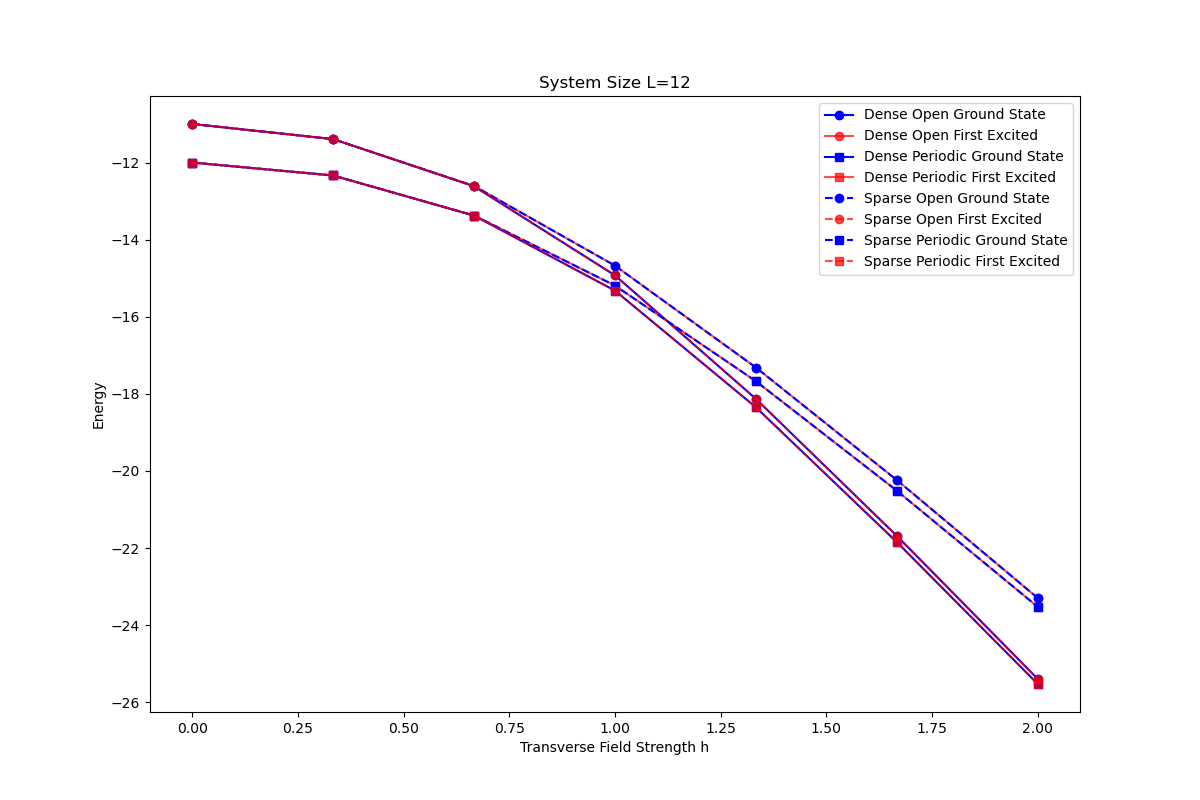 System Size L=12
Dense Open Ground State
Dense Open First Excited
Dense Periodic Ground State
Dense Periodic First Excited
Sparse Open Ground State
Sparse Open First Excited
Sparse Periodic Ground State
Sparse Periodic First Excited
−12
−14
−16
−18
−20
−22
−24
−26
Energy
0.00 0.25 0.50 0.75 1.00 1.25 1.50 1.75 2.00
Transverse Field Strength h